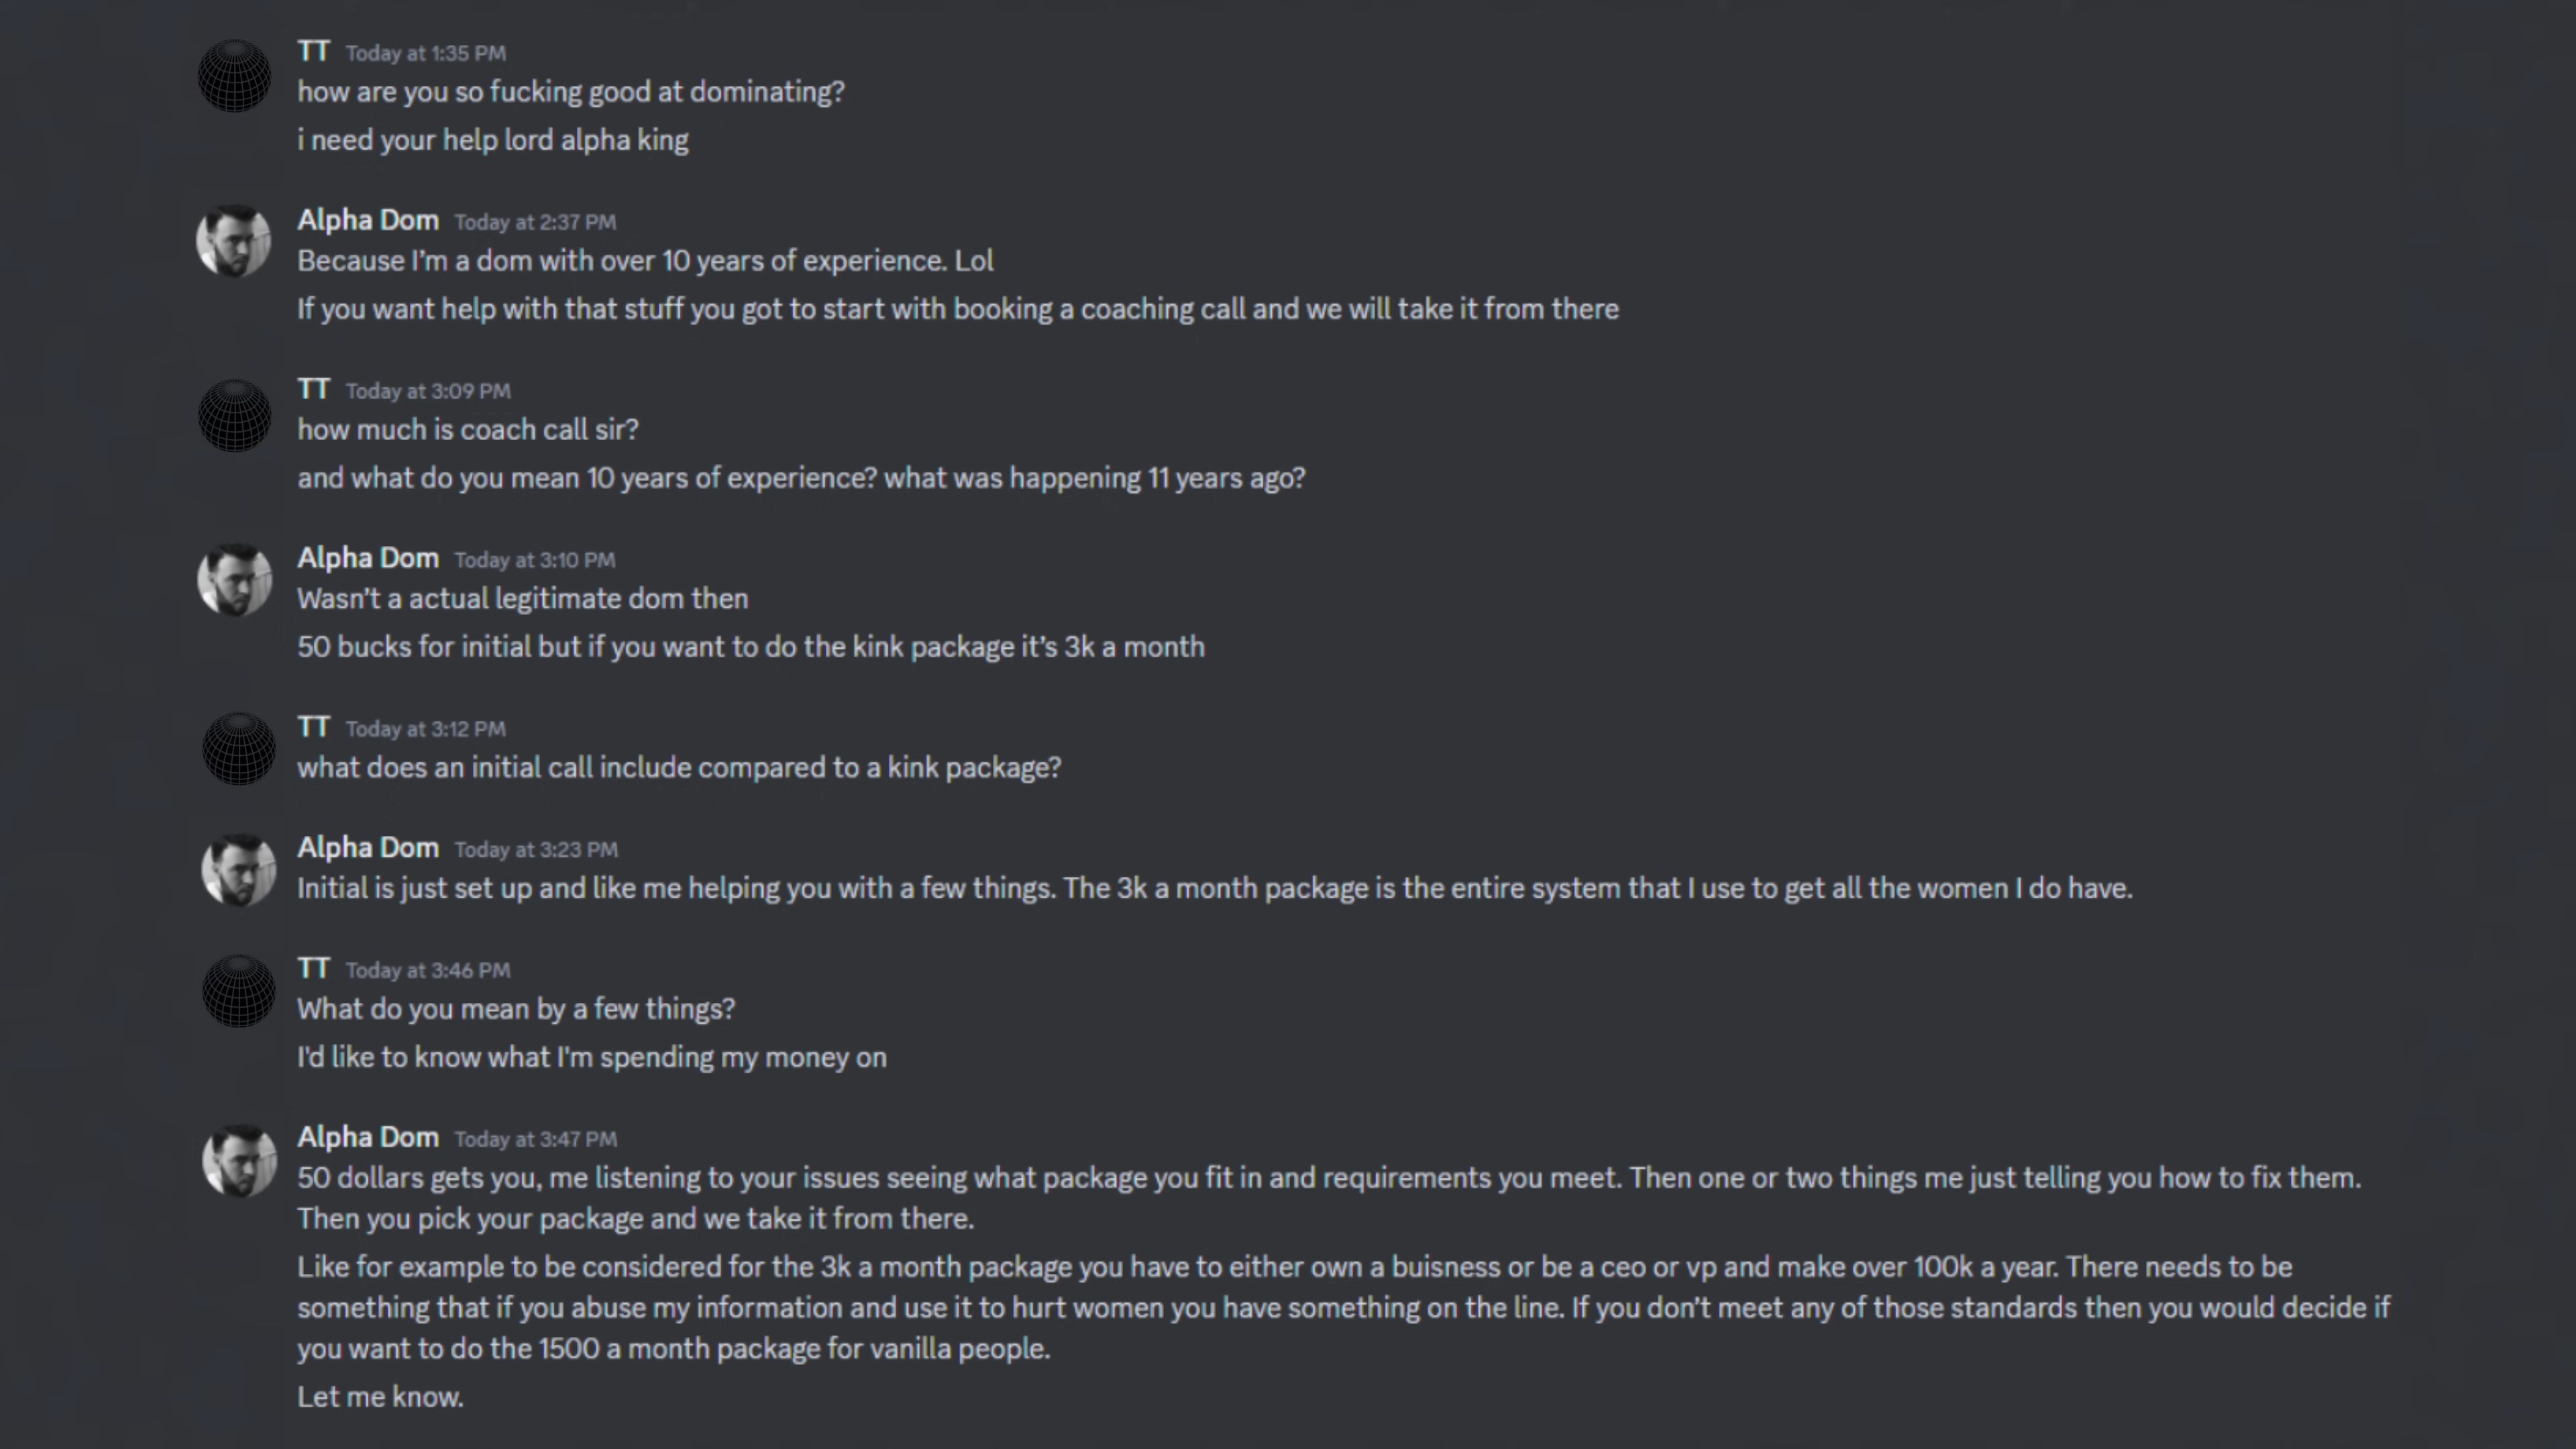 TT Today at 1:35 PM
how are you so fucking good at dominating?
i need your help lord alpha king
Alpha Dom Today at 2:37 PM
Because I'm a dom with over 10 years of experience. Lol
If you want help with that stuff you got to start with booking a coaching call and we will take it from there
TT Today at 3:09 PM
how much is coach call sir?
and what do you mean 10 years of experience? what was happening 11 years ago?
Alpha Dom Today at 3:10 PM
Wasn't a actual legitimate dom then
50 bucks for initial but if you want to do the kink package it's 3k a month
TT Today at 3:12 PM
what does an initial call include compared to a kink package?
Alpha Dom Today at 3:23 PM
Initial is just set up and like me helping you with a few things. The 3k a month package is the entire system that I use to get all the women I do have.
TT Today at 3:46 PM
What do you mean by a few things?
I'd like to know what I'm spending my money on
Alpha Dom Today at 3:47 PM
50 dollars gets you, me listening to your issues seeing what package you fit in and requirements you meet. Then one or two things me just telling you how to fix them.
Then you pick your package and we take it from there.
Like for example to be considered for the 3k a month package you have to either own a buisness or be a ceo or vp and make over 100k a year. There needs to be
something that if you abuse my information and use it to hurt women you have something on the line. If you don't meet any of those standards then you would decide if
you want to do the 1500 a month package for vanilla people.
Let me know.